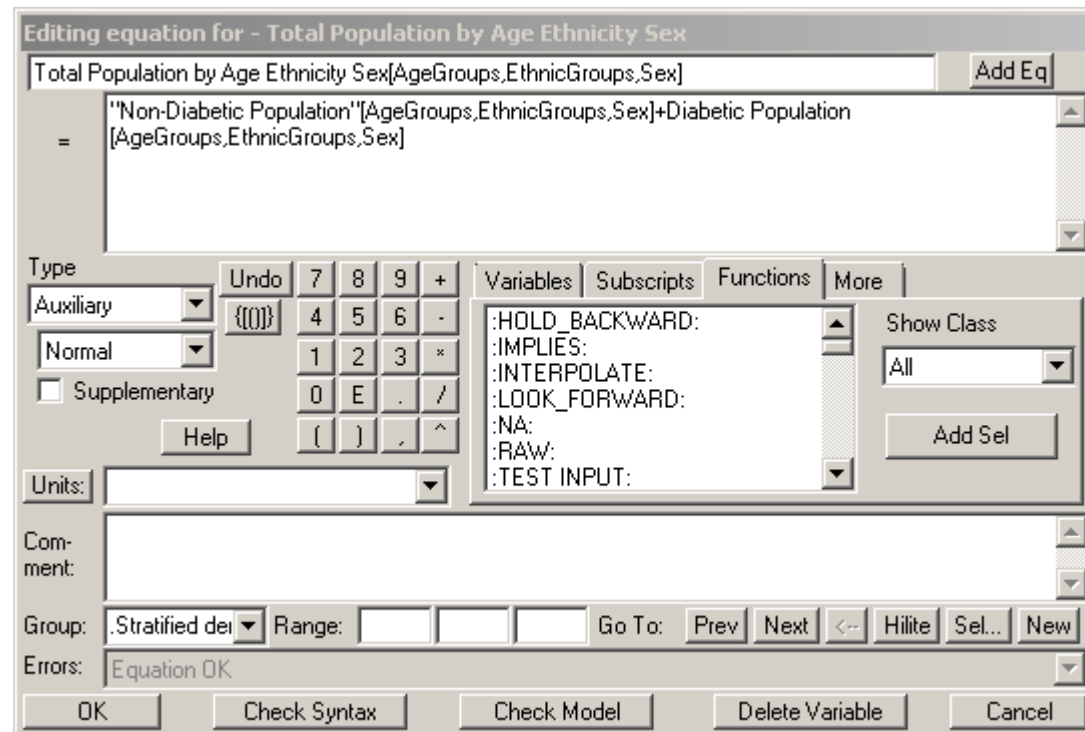 Editing equation for - Total Population by Age Ethnicity Sex
Total Population by Age Ethnicity Sex[AgeGroups,EthnicGroups,Sex]
Add Eq
=
"Non-Diabetic Population"[AgeGroups,EthnicGroups,Sex]+Diabetic Population
[AgeGroups,EthnicGroups,Sex]
Type
Auxiliary
Normal
Supplementary
Help
Undo
{[()]}
7 8 9 +
4 5 6 -
1 2 3 *
0 E . /
( ) , ^
Variables Subscripts Functions More
:HOLD_BACKWARD:
:IMPLIES:
:INTERPOLATE:
:LOOK_FORWARD:
:NA:
:RAW:
:TEST INPUT:
Show Class
All
Add Sel
Units:
Com-
ment:
Group: .Stratified der Range: Go To: Prev Next <-- Hilite Sel... New
Errors: Equation OK
OK Check Syntax Check Model Delete Variable Cancel